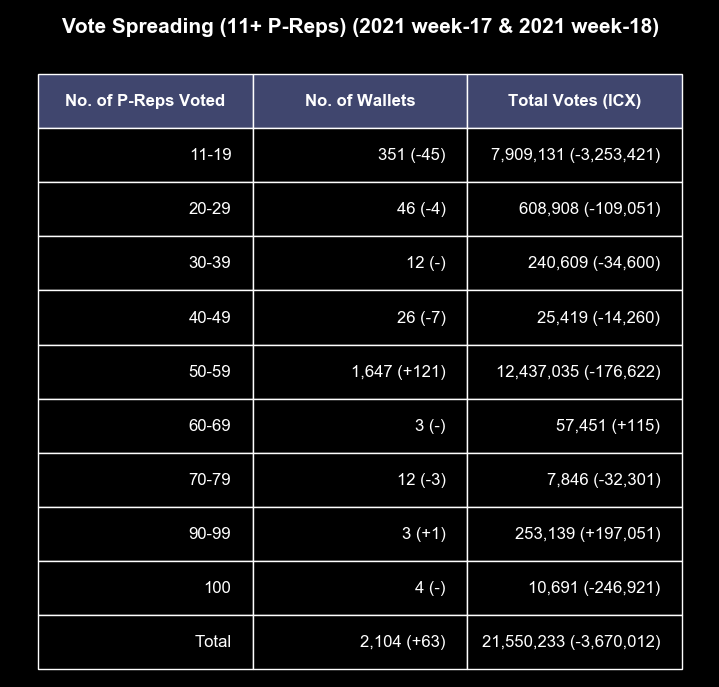 Vote Spreading (11+ P-Reps) (2021 week-17 & 2021 week-18)
No. of P-Reps Voted No. of Wallets Total Votes (ICX)
11-19 351 (-45) 7,909,131 (-3,253,421)
20-29 46 (-4) 608,908 (-109,051)
30-39 12 (-) 240,609 (-34,600)
40-49 26 (-7) 25,419 (-14,260)
50-59 1,647 (+121) 12,437,035 (-176,622)
60-69 3 (-) 57,451 (+115)
70-79 12 (-3) 7,846 (-32,301)
90-99 3 (+1) 253,139 (+197,051)
100 4 (-) 10,691 (-246,921)
Total 2,104 (+63) 21,550,233 (-3,670,012)